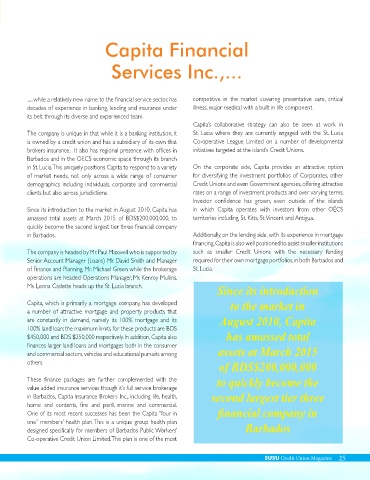 Capita Financial
Services Inc.,...
.... while a relatively new name to the financial service sector, has
decades of experience in banking, lending and insurance under
its belt through its diverse and experienced team.
The company is unique in that while it is a banking institution, it
is owned by a credit union and has a subsidiary of its own that
brokers insurance. It also has regional presence with offices in
Barbados and in the OECS economic space through its branch
in St. Lucia. This uniquely positions Capita to respond to a variety
of market needs, not only across a wide range of consumer
demographics including individuals, corporate and commercial
clients but also across jurisdictions.
Since its introduction to the market in August 2010, Capita has
amassed total assets at March 2015 of BDS$200,000,000, to
quickly become the second largest tier three financial company
in Barbados.
The company is headed by Mr. Paul Maxwell who is supported by
Senior Account Manager (Loans) Mr. David Smith and Manager
of Finance and Planning, Mr. Michael Green while the brokerage
operations are headed Operations Manager, Mr. Kenroy Mullins.
Ms. Lyonna Cadette heads up the St. Lucia branch.
Capita, which is primarily a mortgage company, has developed
a number of attractive mortgage and property products that
are constantly in demand, namely its 100% mortgage and its
100% land loan; the maximum limits for these products are BDS
$450,000 and BDS $250,000 respectively. In addition, Capita also
finances larger land loans and mortgages both in the consumer
and commercial sectors, vehicles and educational pursuits among
others.
These finance packages are further complemented with the
value added insurance services though it's full service brokerage
in Barbados, Capita Insurance Brokers Inc., including life, health,
home and contents, fire and peril, marine and commercial.
One of its most recent successes has been the Capita "four in
one" members' health plan. This is a unique group health plan
designed specifically for members of Barbados Public Workers'
Co-operative Credit Union Limited. This plan is one of the most
competitive in the market covering preventative care, critical
illness, major medical with a built in life component.
Capita's collaborative strategy can also be seen at work in
St. Lucia where they are currently engaged with the St. Lucia
Co-operative League Limited on a number of developmental
initiatives targeted at the island's Credit Unions.
On the corporate side, Capita provides an attractive option
for diversifying the investment portfolios of Corporates, other
Credit Unions and even Government agencies, offering attractive
rates on a range of investment products and over varying terms.
Investor confidence has grown, even outside of the islands
in which Capita operates with investors from other OECS
territories including St. Kitts, St. Vincent and Antigua.
Additionally, on the lending side, with its experience in mortgage
financing, Capita is also well positioned to assist smaller institutions
such as smaller Credit Unions with the necessary funding
required for their own mortgage portfolios, in both Barbados and
St. Lucia.
Since its introduction
to the market in
August 2010, Capita
has amassed total
assets at March 2015
of BDS$200,000,000
to quickly become the
second largest tier three
financial company in
Barbados
SUSU Credit Union Magazine 25